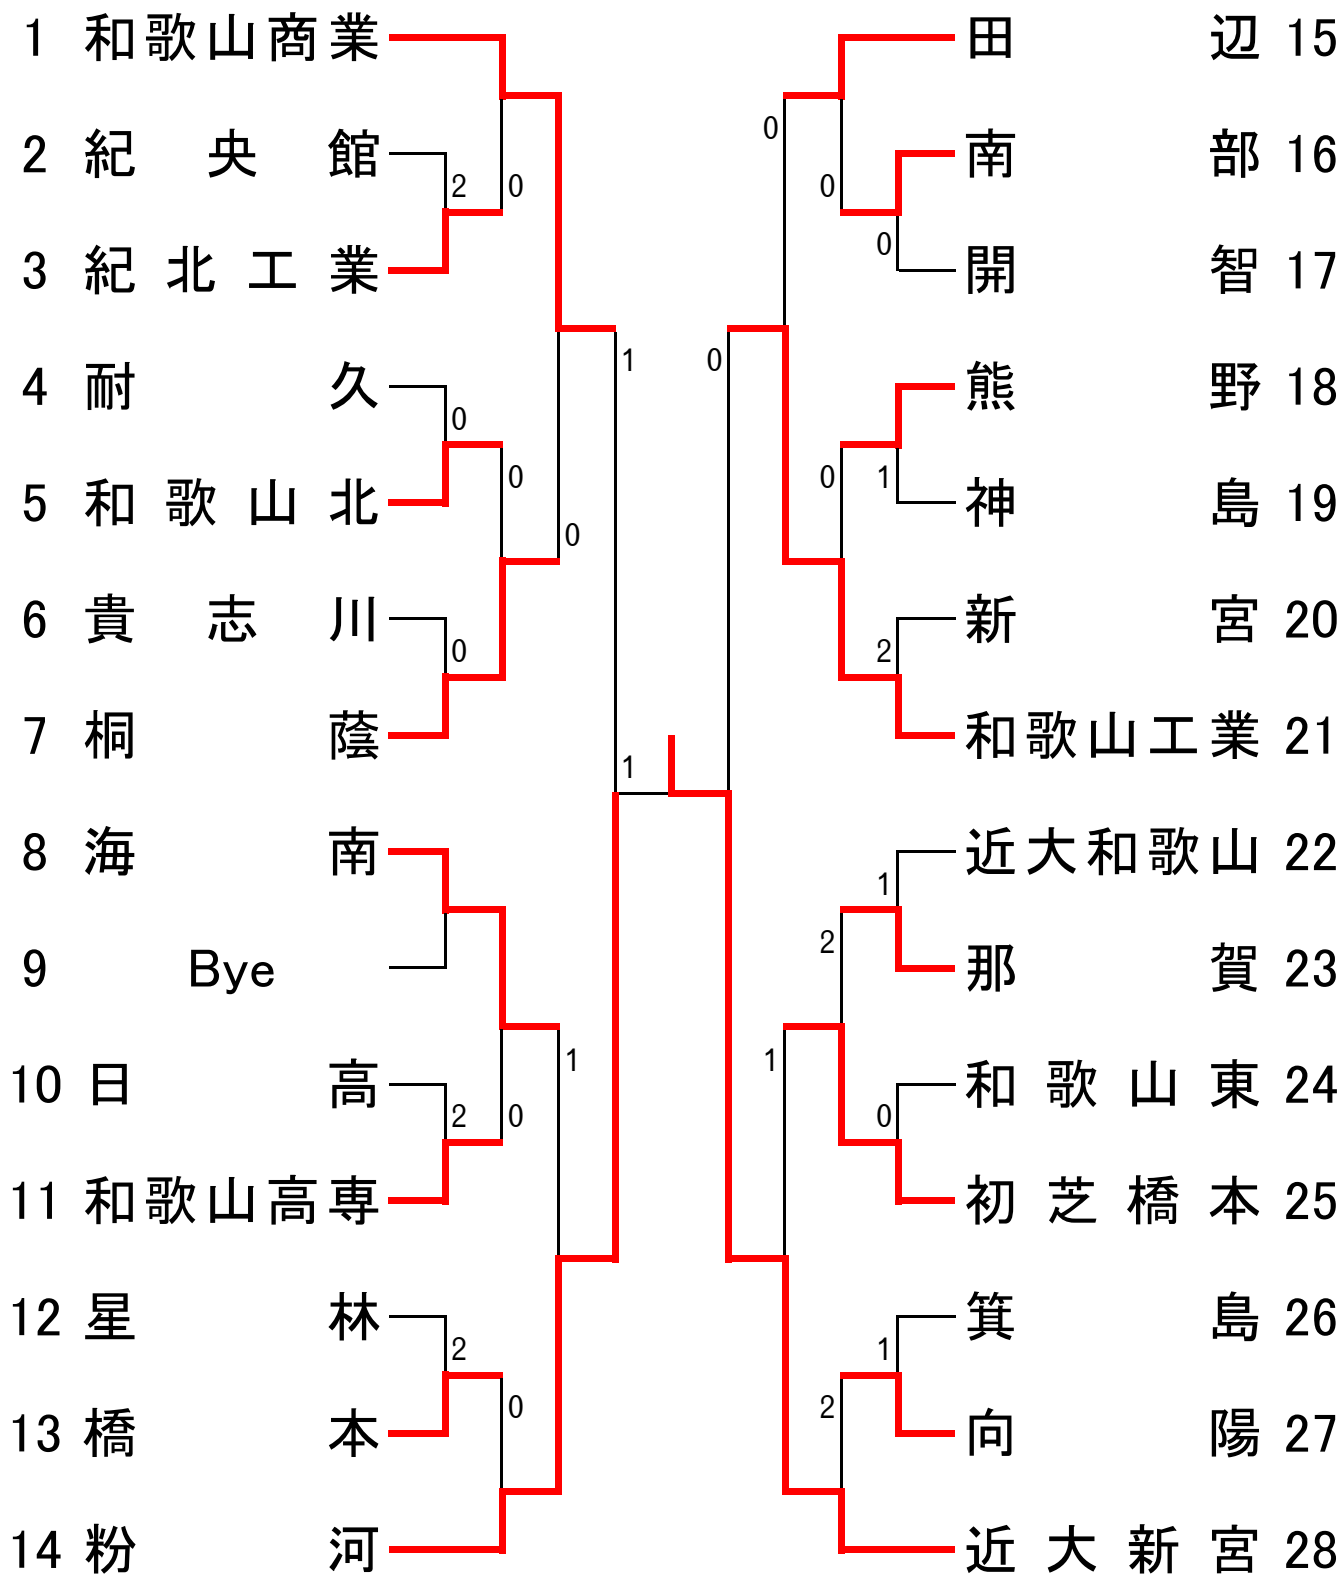 1 和歌山商業
2 紀央館
2
0
3 紀北工業
4 耐久
0
5 和歌山北
0
0
1
6 貴志川
0
7 桐蔭
1
8 海南
9 Bye
10 日高
2
0
1
11 和歌山高専
12 星林
2
13 橋本
0
14 粉河
田辺 15
0
南部 16
0
0
開智 17
0
熊野 18
0
1
神島 19
新宮 20
2
和歌山工業 21
近大和歌山 22
1
2
那賀 23
1
和歌山東 24
0
初芝橋本 25
箕島 26
1
2
向陽 27
近大新宮 28